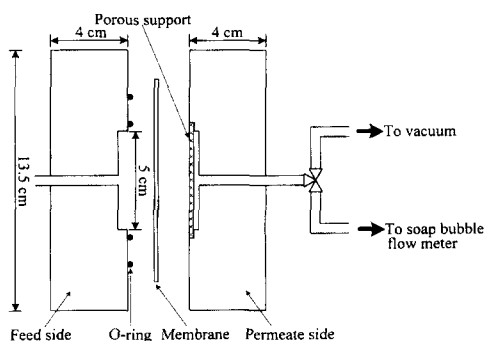 Porous support
4 cm
4 cm
13.5 cm
5 cm
To vacuum
To soap bubble
flow meter
Feed side
O-ring
Membrane
Permeate side